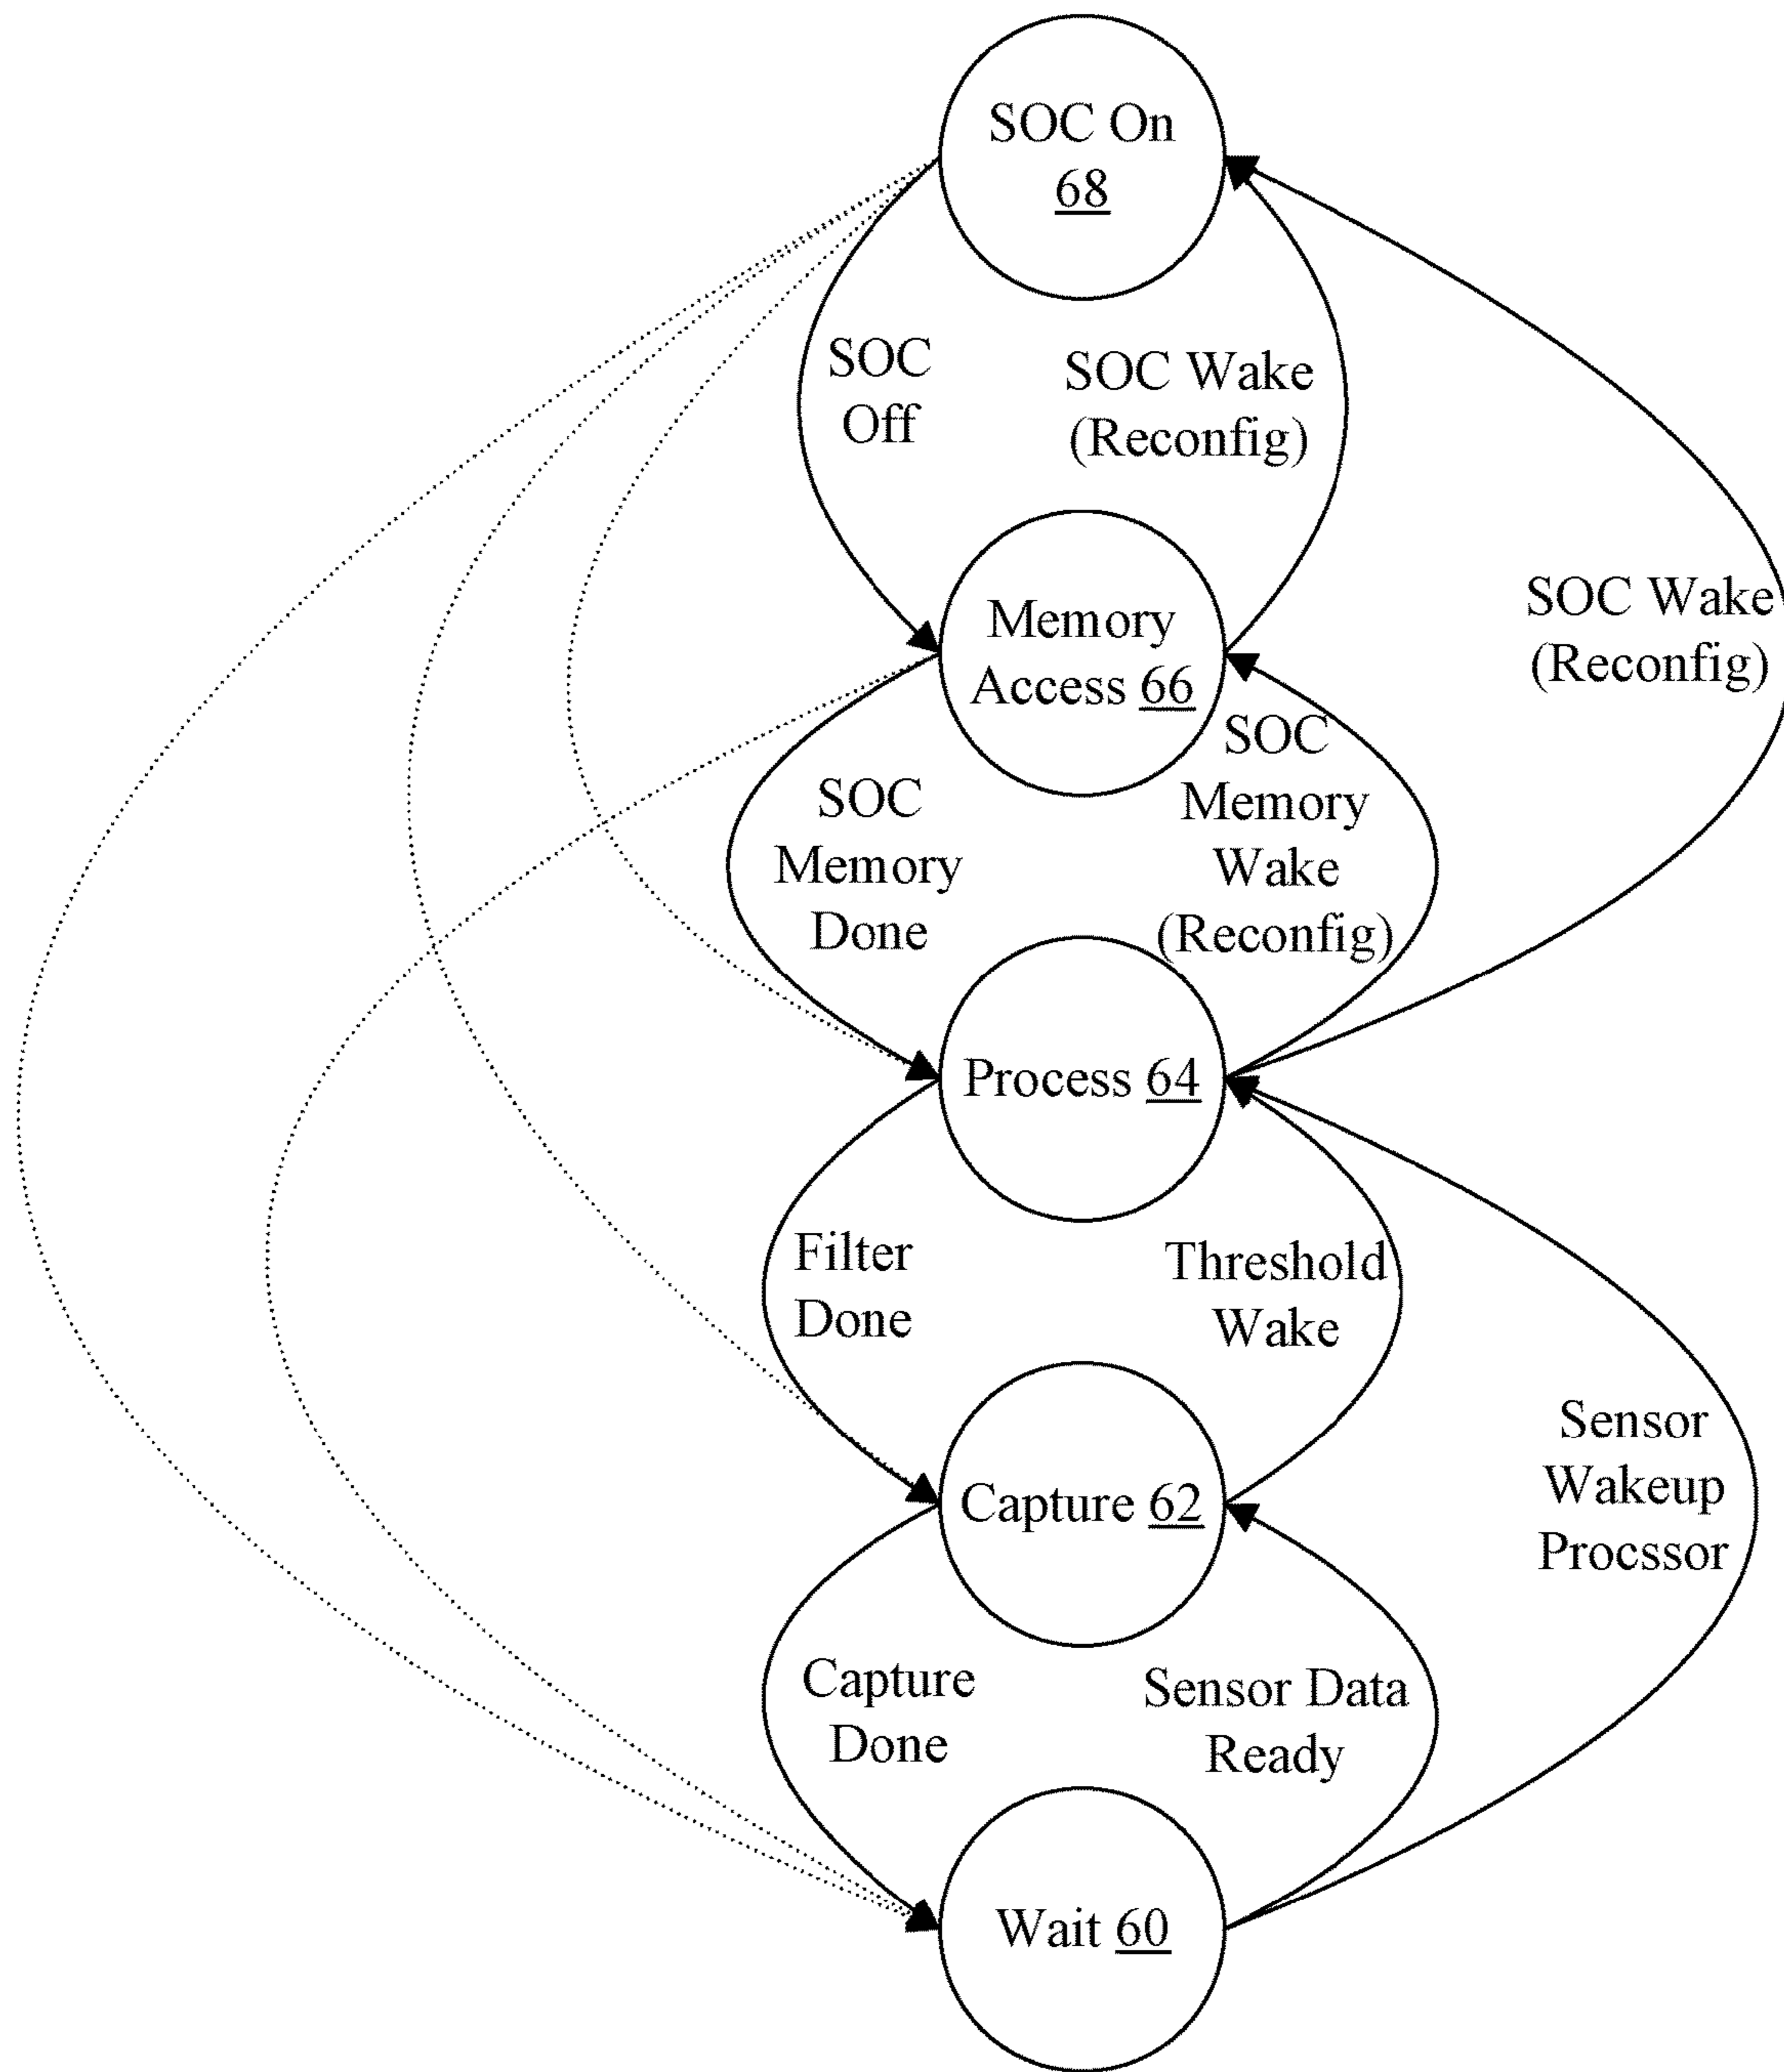 SOC On
68
SOC
Off
SOC Wake
(Reconfig)
SOC Wake
(Reconfig)
Memory
Access 66
SOC
Memory
Done
SOC
Memory
Wake
(Reconfig)
Process 64
Filter
Done
Threshold
Wake
Sensor
Wakeup
Procssor
Capture 62
Capture
Done
Sensor Data
Ready
Wait 60